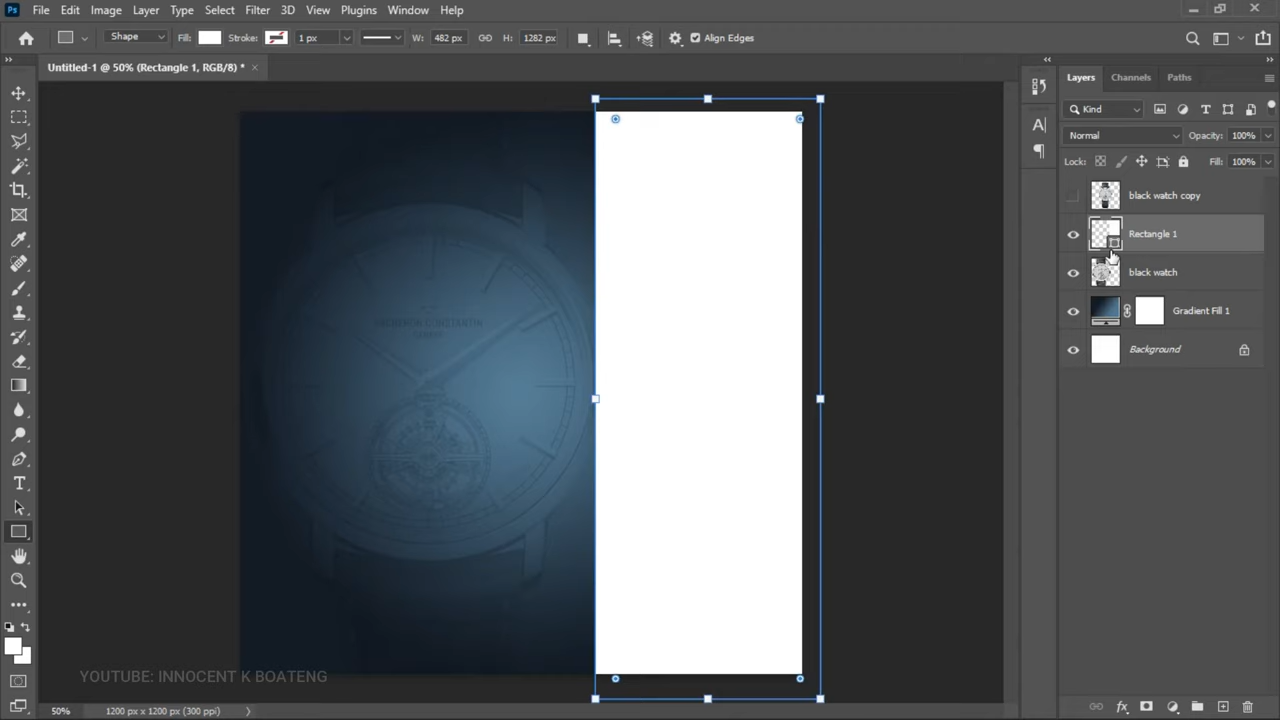 Ps File Edit Image Layer Type Select Filter 3D View Plugins Window Help
Shape Fill: Stroke: 1 px W: 482 px H: 1282 px Align Edges
Untitled-1 @ 50% (Rectangle 1, RGB/8) *
Layers Channels Paths
Kind
Normal Opacity: 100%
Lock: Fill: 100%
black watch copy
Rectangle 1
black watch
Gradient Fill 1
Background
VACHERON CONSTANTIN
YOUTUBE: INNOCENT K BOATENG
50% 1200 px x 1200 px (300 ppi)